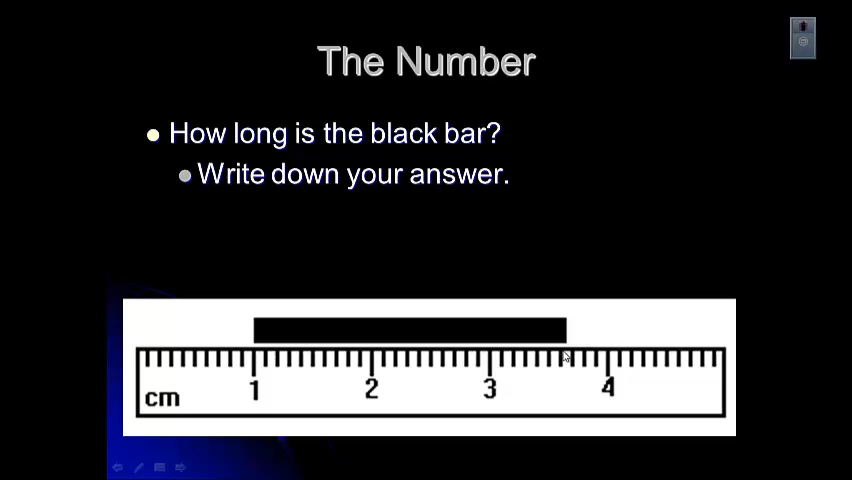 The Number
How long is the black bar?
Write down your answer.
1 2 3 4
cm